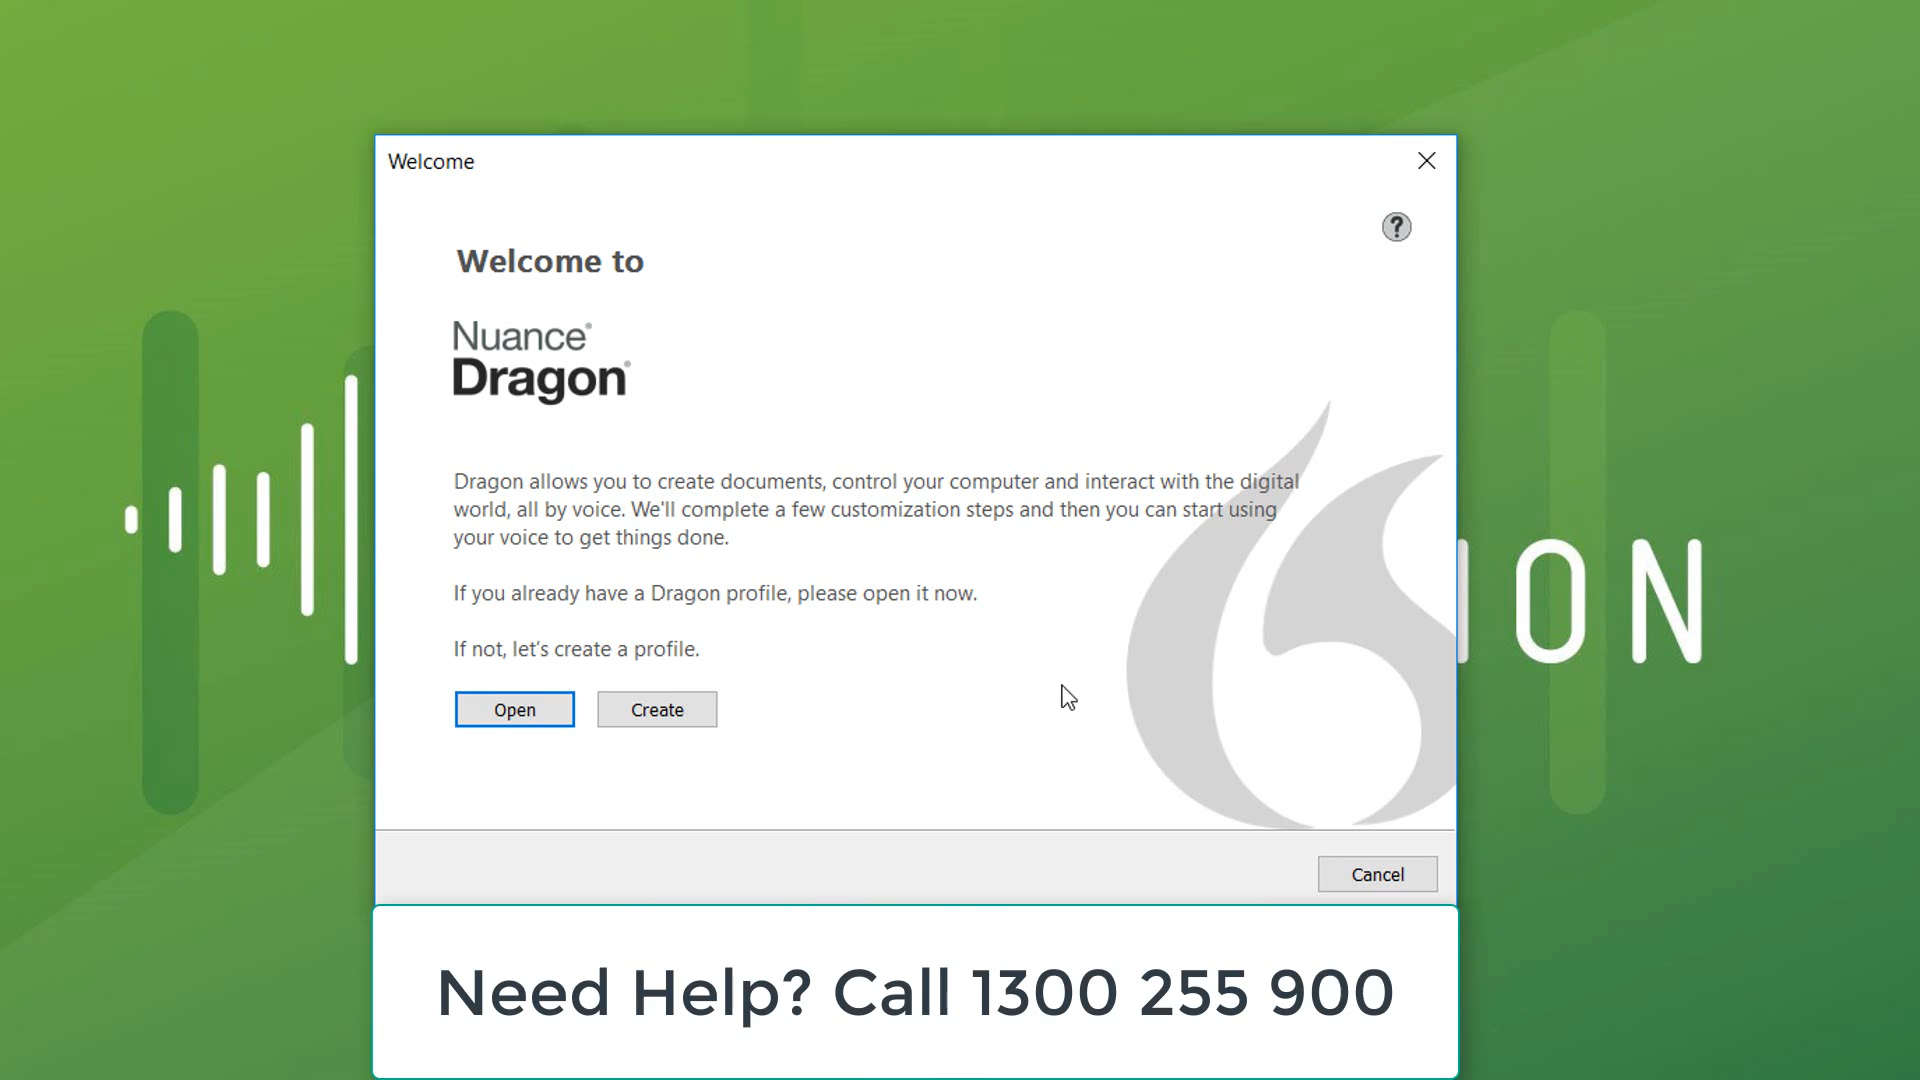 Welcome
?
Welcome to
Nuance®
Dragon®
Dragon allows you to create documents, control your computer and interact with the digital
world, all by voice. We'll complete a few customization steps and then you can start using
your voice to get things done.
If you already have a Dragon profile, please open it now.
If not, let's create a profile.
Open Create
ON
Cancel
Need Help? Call 1300 255 900